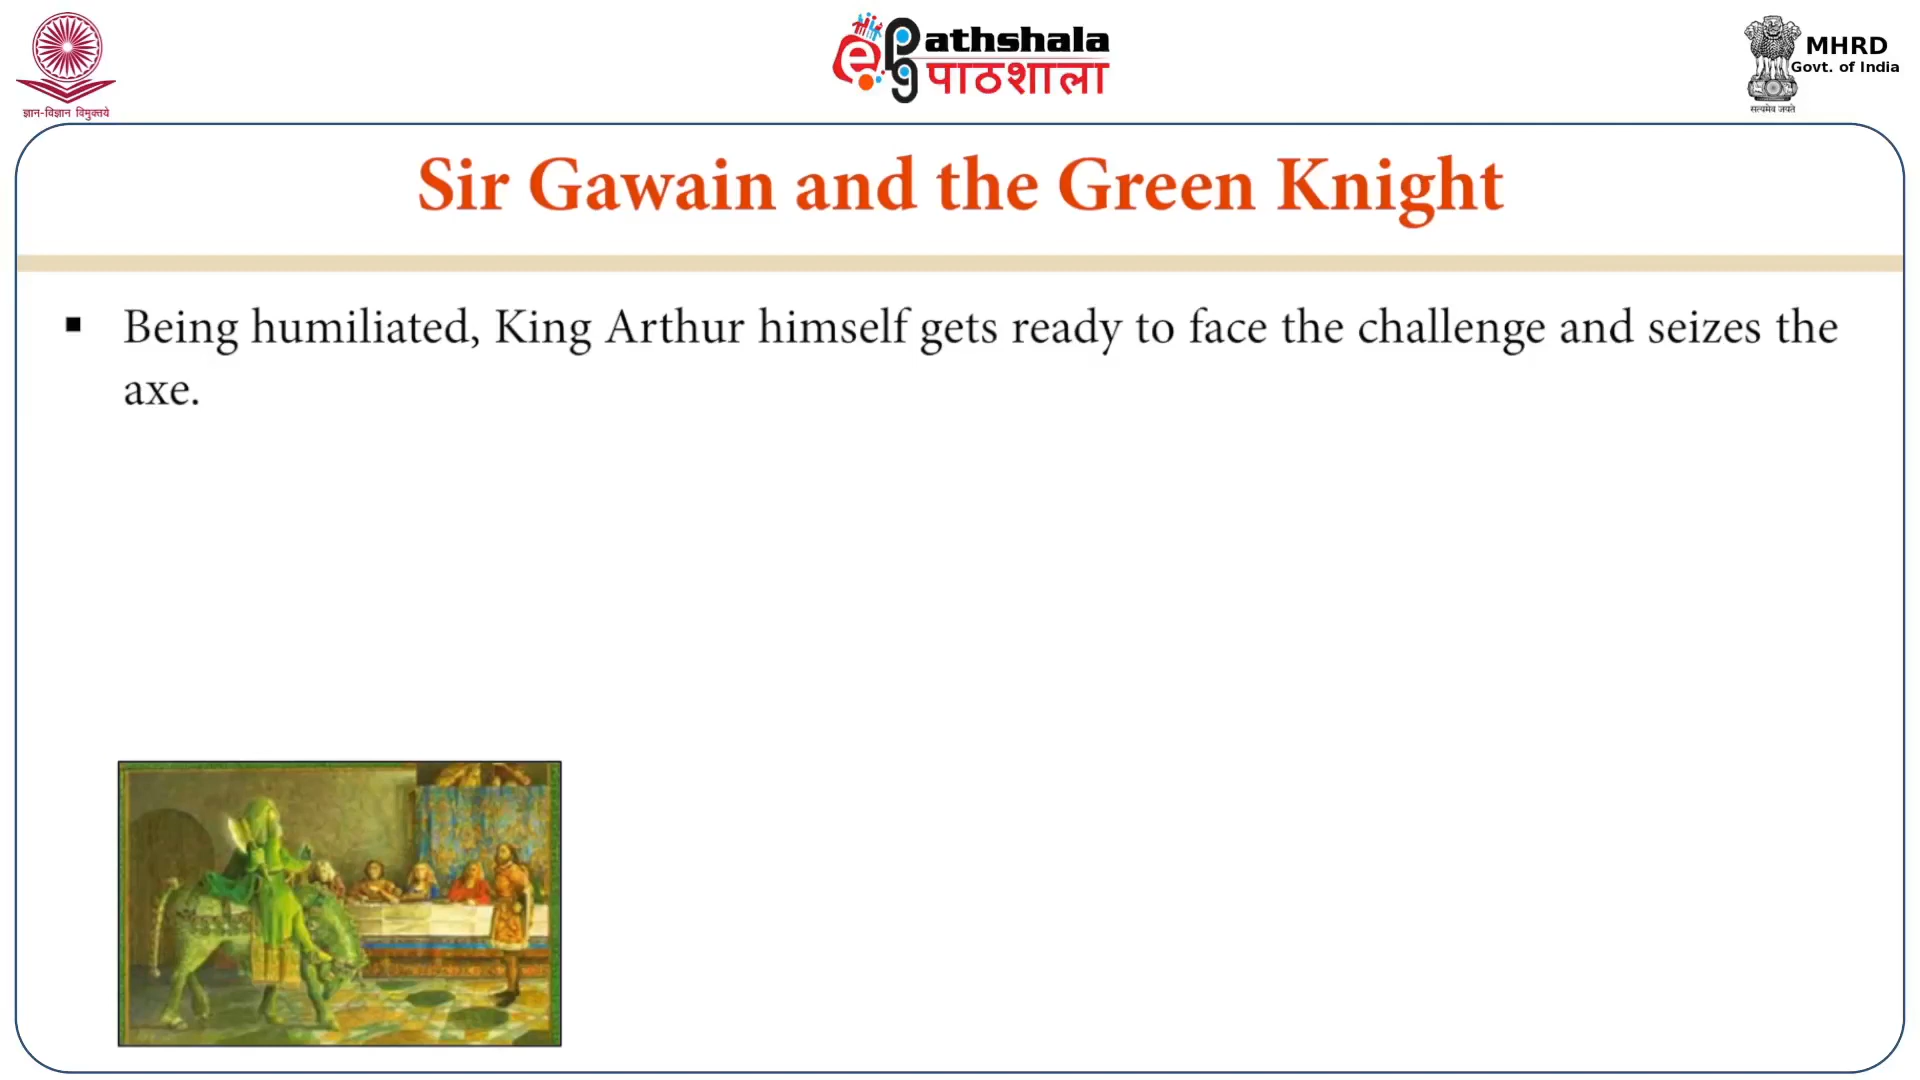 ज्ञान-विज्ञान विमुक्तये
e Pathshala
पाठशाला
MHRD
Govt. of India
सत्यमेव जयते
Sir Gawain and the Green Knight
▪ Being humiliated, King Arthur himself gets ready to face the challenge and seizes the
axe.